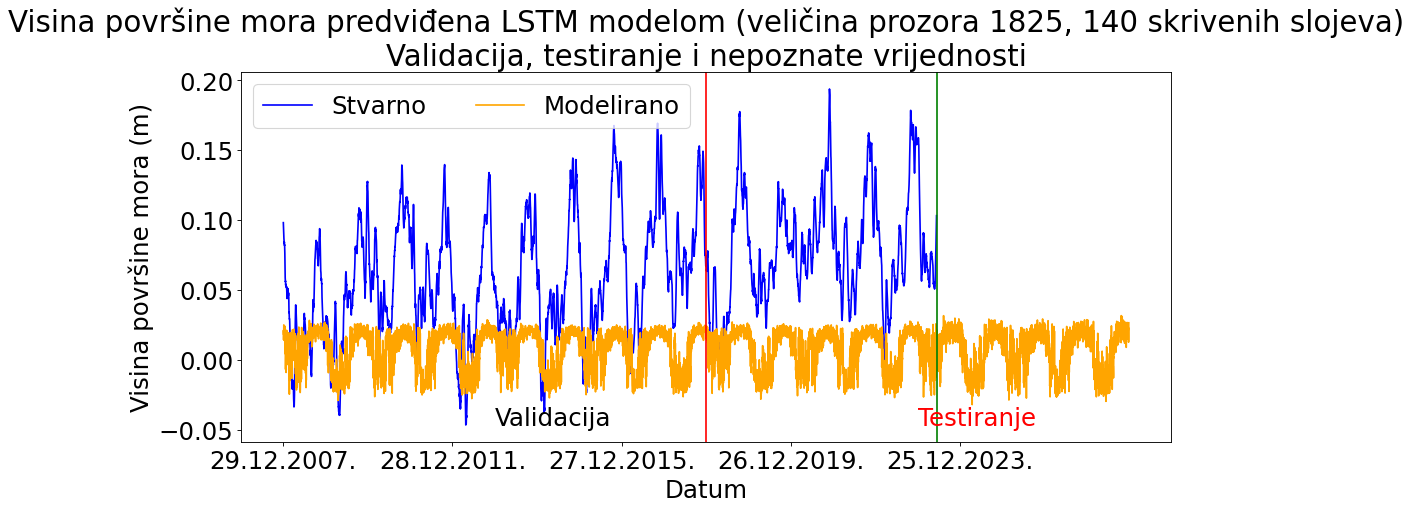 Visina površine mora predviđena LSTM modelom (veličina prozora 1825, 140 skrivenih slojeva)
Validacija, testiranje i nepoznate vrijednosti
Stvarno
Modelirano
Visina površine mora (m)
0.20
0.15
0.10
0.05
0.00
−0.05
Validacija
Testiranje
29.12.2007.
28.12.2011.
27.12.2015.
26.12.2019.
25.12.2023.
Datum